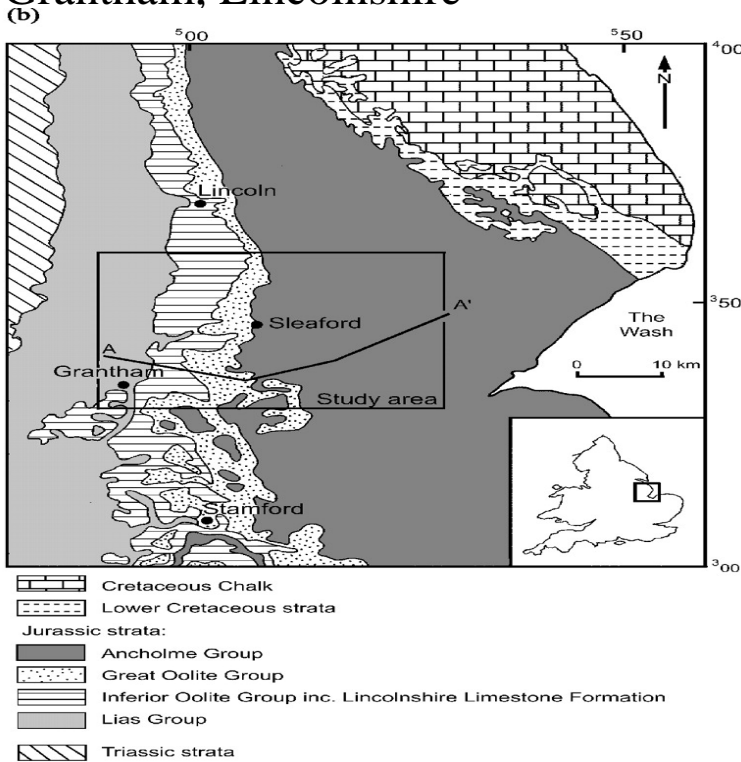 Grantham, Lincolnshire
(b)
500
550
400
N
Lincoln
350
A'
Sleaford
The
Wash
A
0 10 km
Grantham
Study area
Stamford
300
Cretaceous Chalk
Lower Cretaceous strata
Jurassic strata:
Ancholme Group
Great Oolite Group
Inferior Oolite Group inc. Lincolnshire Limestone Formation
Lias Group
Triassic strata